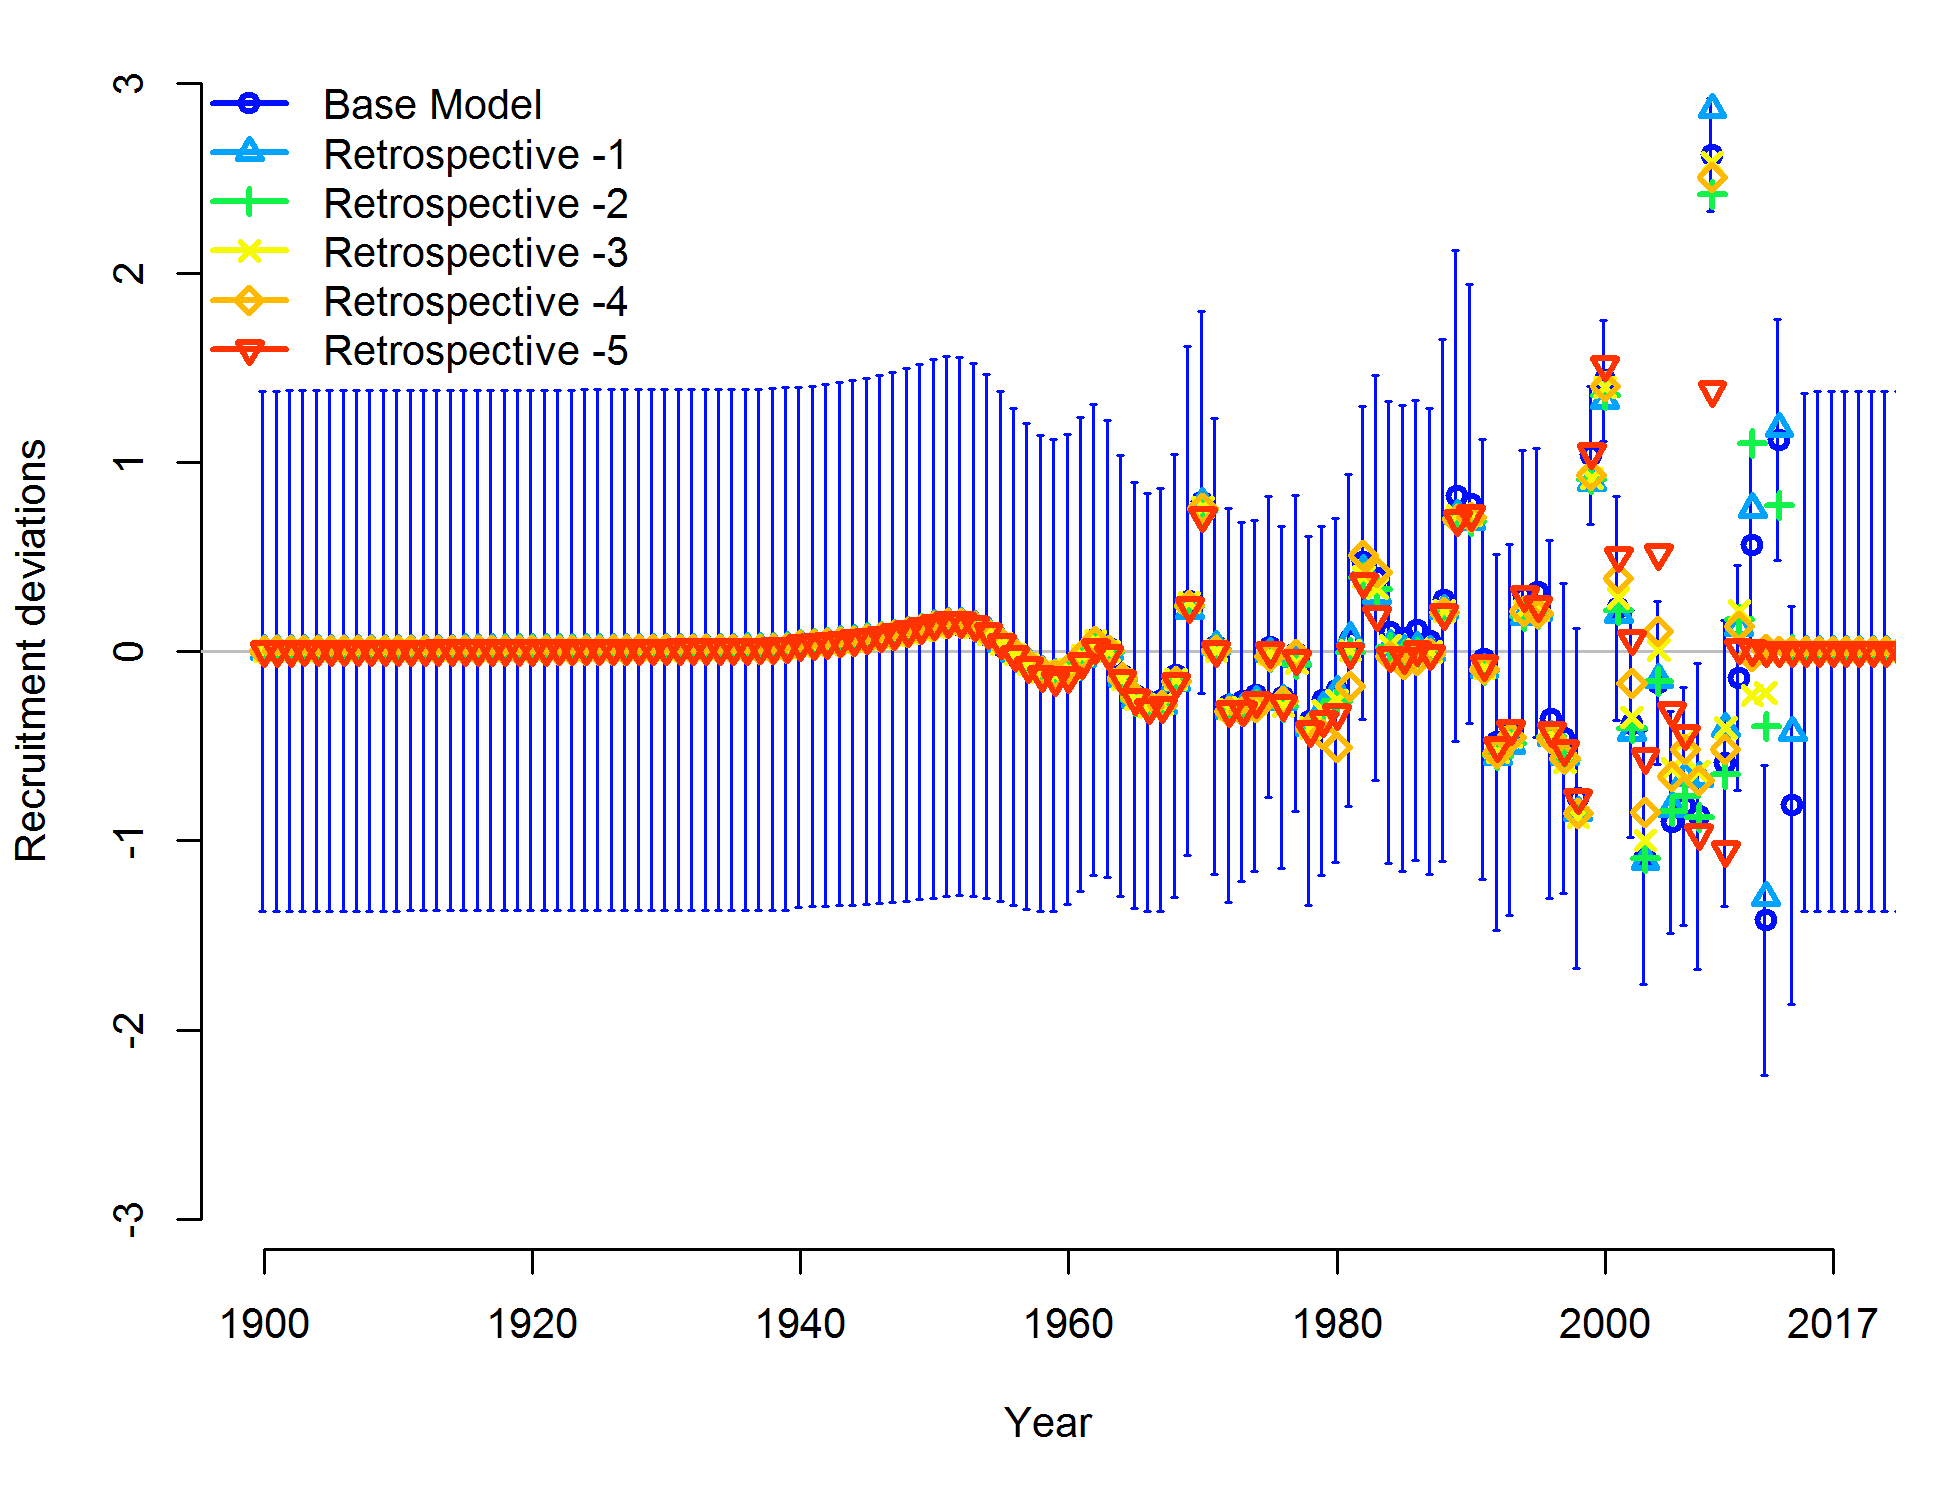 Base Model
Retrospective -1
Retrospective -2
Retrospective -3
Retrospective -4
Retrospective -5
3
2
1
0
-1
-2
-3
Recruitment deviations
1900 1920 1940 1960 1980 2000 2017
Year